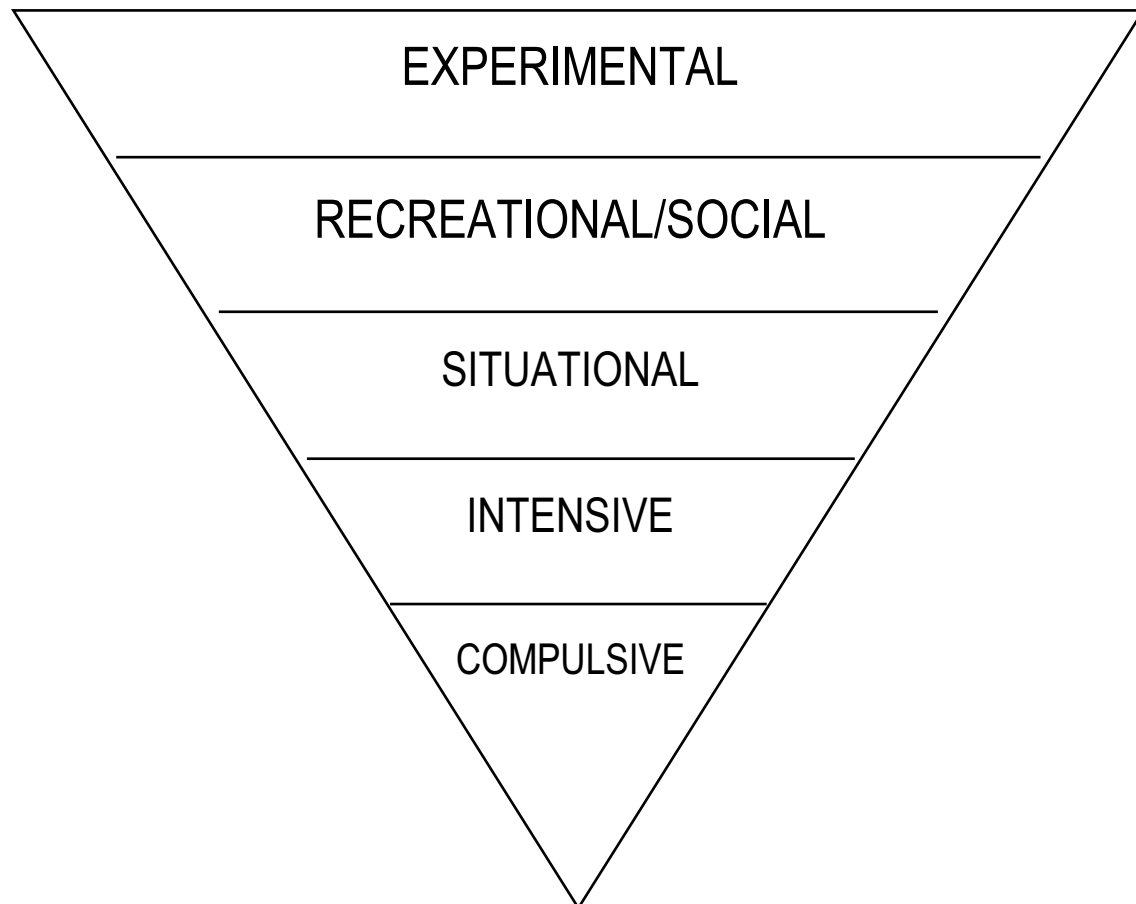 EXPERIMENTAL
RECREATIONAL/SOCIAL
SITUATIONAL
INTENSIVE
COMPULSIVE